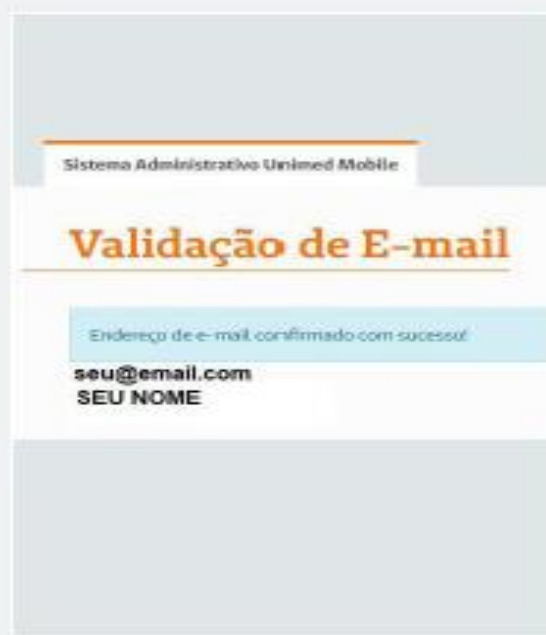 Sistema Administrativo Unimed Mobile
Validação de E-mail
Endereço de e-mail confirmado com sucesso!
seu@email.com
SEU NOME